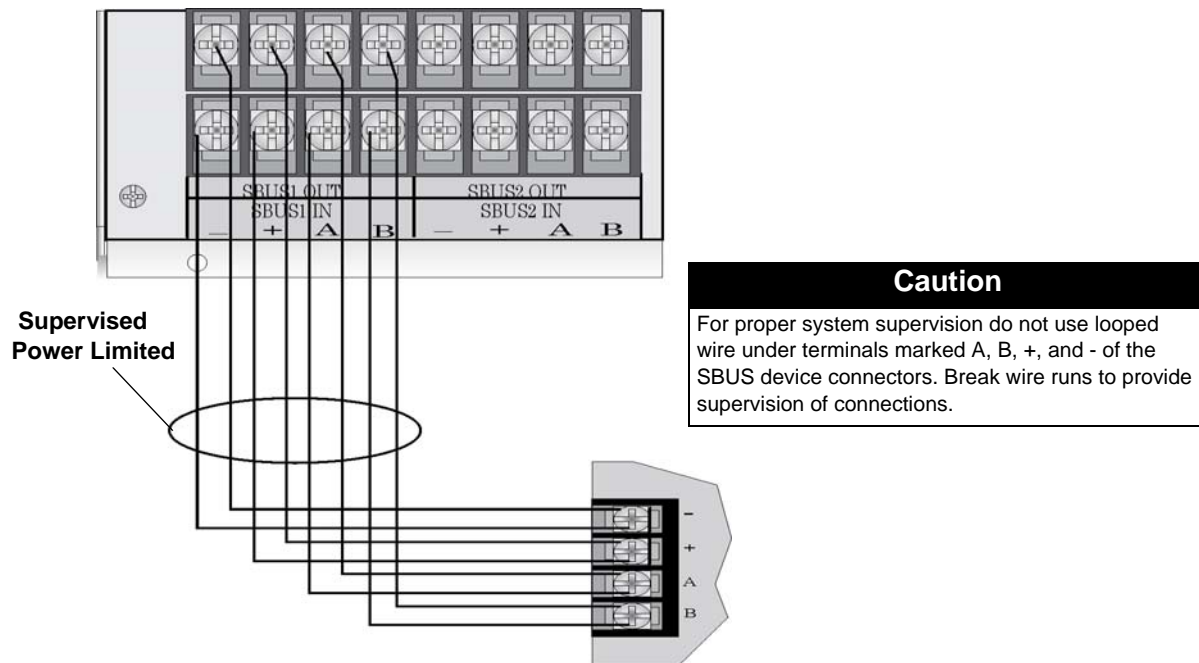 SBUS1 OUT SBUS2 OUT
SBUS1 IN SBUS2 IN
– + A B – + A B
Supervised
Power Limited
Caution
For proper system supervision do not use looped
wire under terminals marked A, B, +, and - of the
SBUS device connectors. Break wire runs to provide
supervision of connections.
-
+
A
B